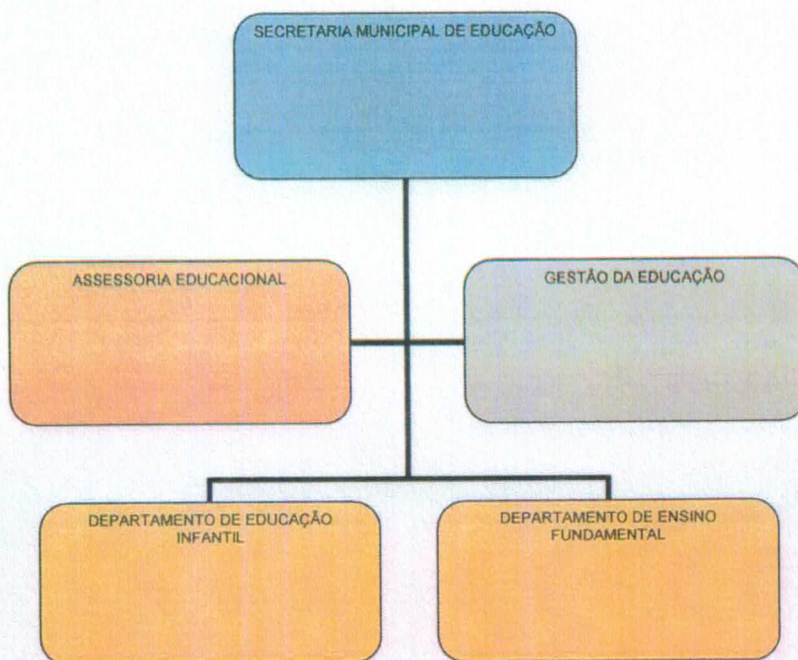 SECRETARIA MUNICIPAL DE EDUCAÇÃO
ASSESSORIA EDUCACIONAL
GESTÃO DA EDUCAÇÃO
DEPARTAMENTO DE EDUCAÇÃO
INFANTIL
DEPARTAMENTO DE ENSINO
FUNDAMENTAL